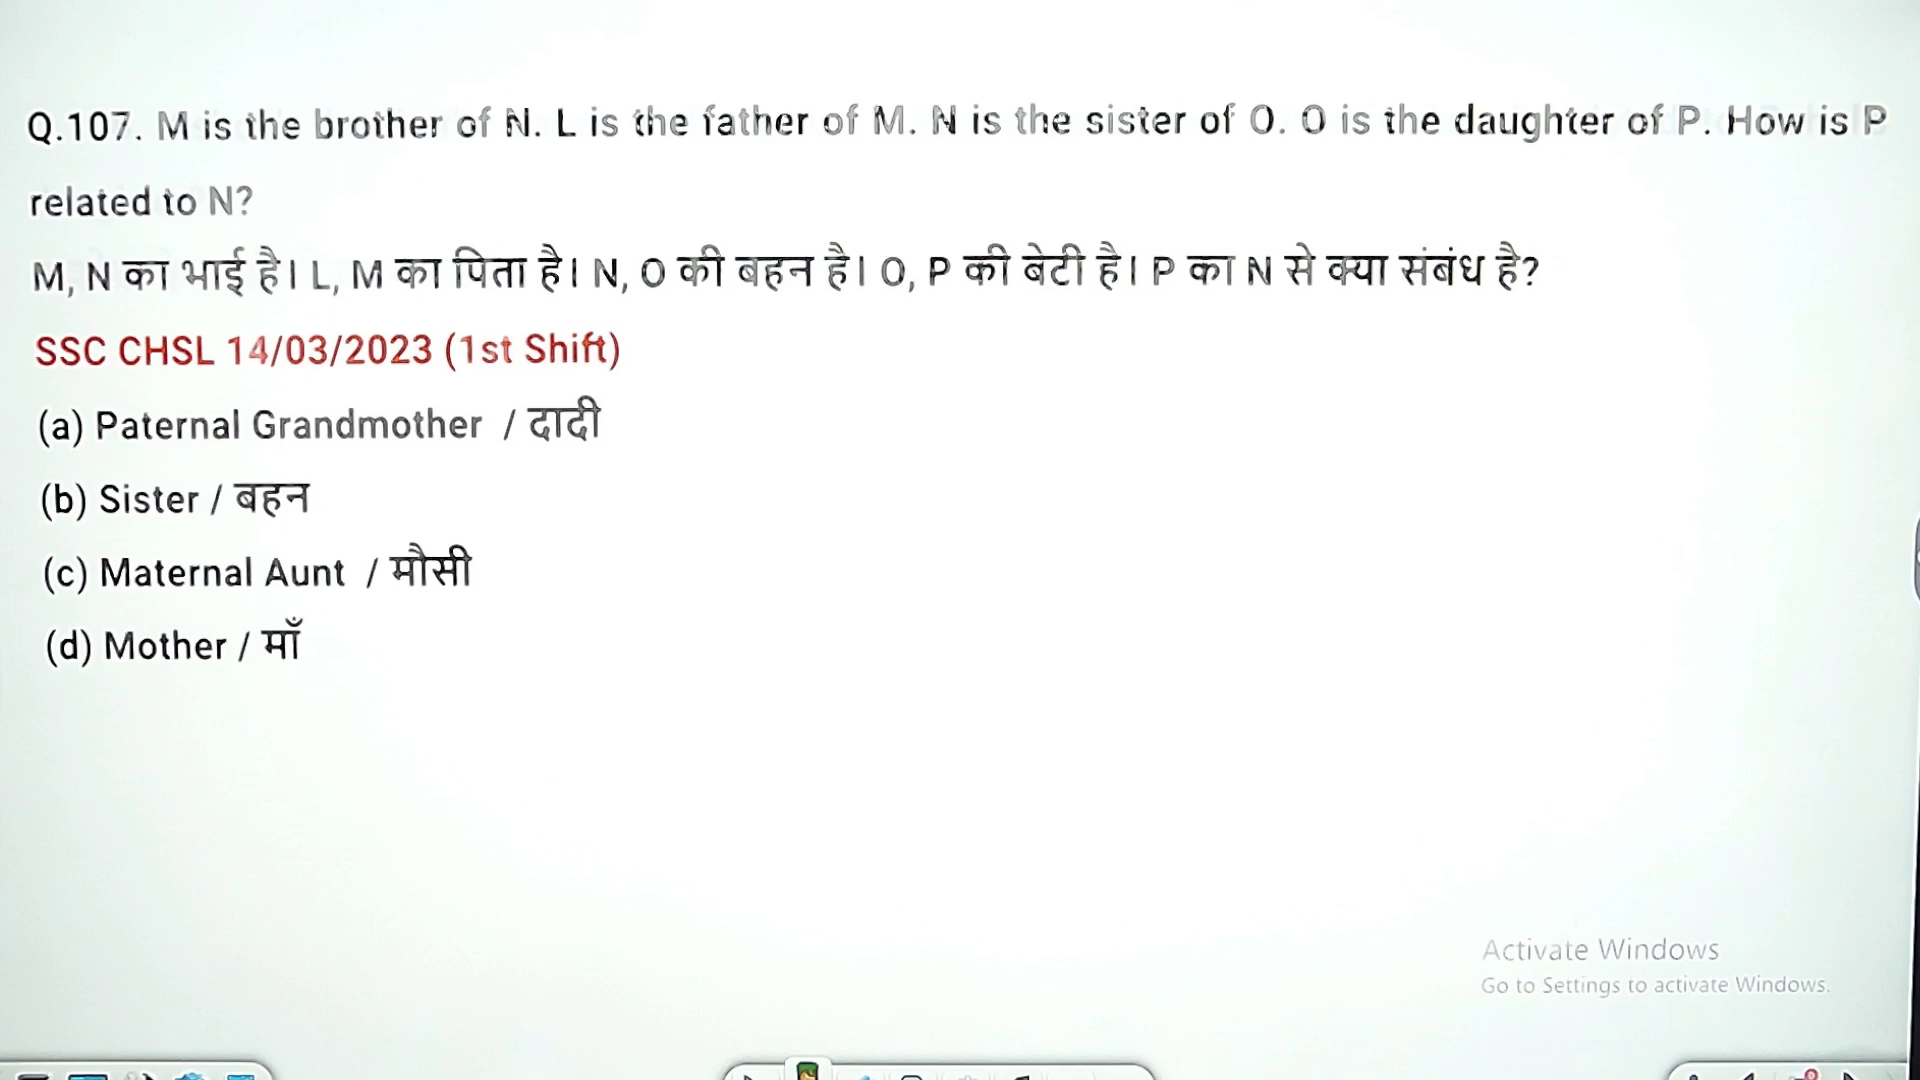 Q.107. M is the brother of N. L is the father of M. N is the sister of O. O is the daughter of P. How is P
related to N?
M, N का भाई है। L, M का पिता है। N, O की बहन है। O, P की बेटी है। P का N से क्या संबंध है?
SSC CHSL 14/03/2023 (1st Shift)
(a) Paternal Grandmother / दादी
(b) Sister / बहन
(c) Maternal Aunt / मौसी
(d) Mother / माँ
Activate Windows
Go to Settings to activate Windows.